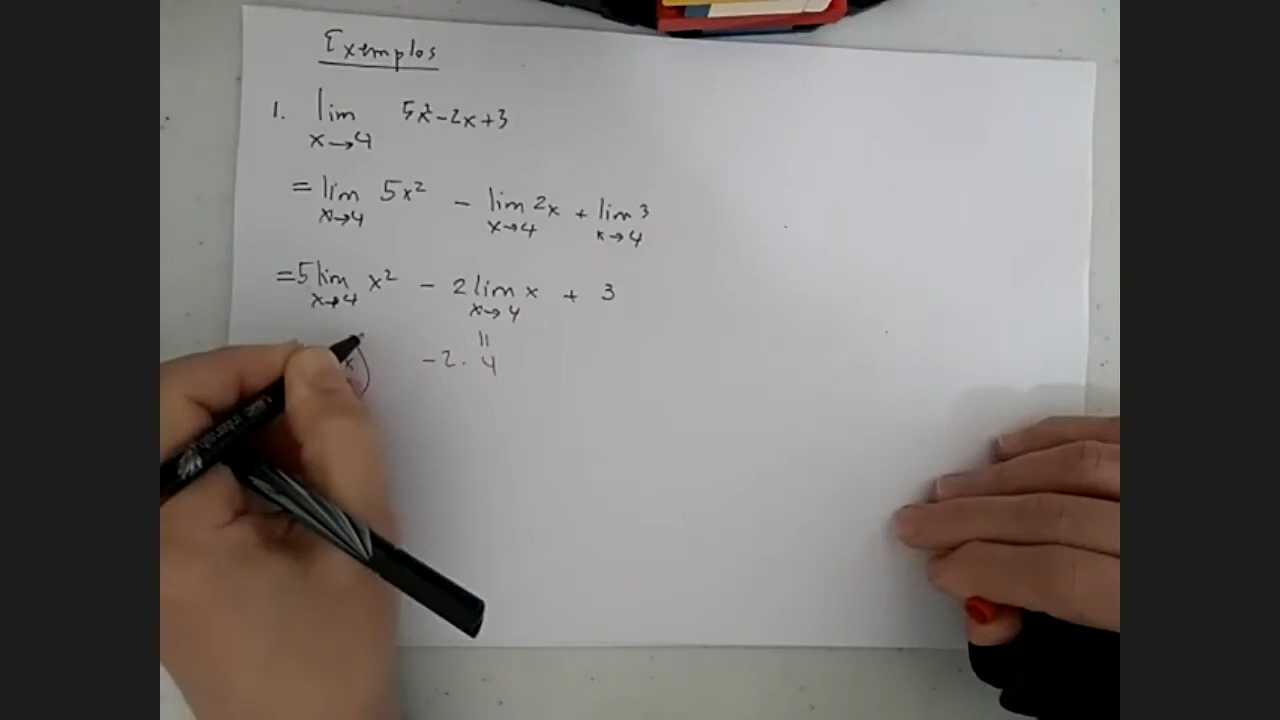 Exemplos
1. lim 5x²-2x+3
x→4
= lim 5x² - lim 2x + lim 3
x→4 x→4 x→4
=5 lim x² - 2 lim x + 3
x→4 x→4
=
x -2. 4